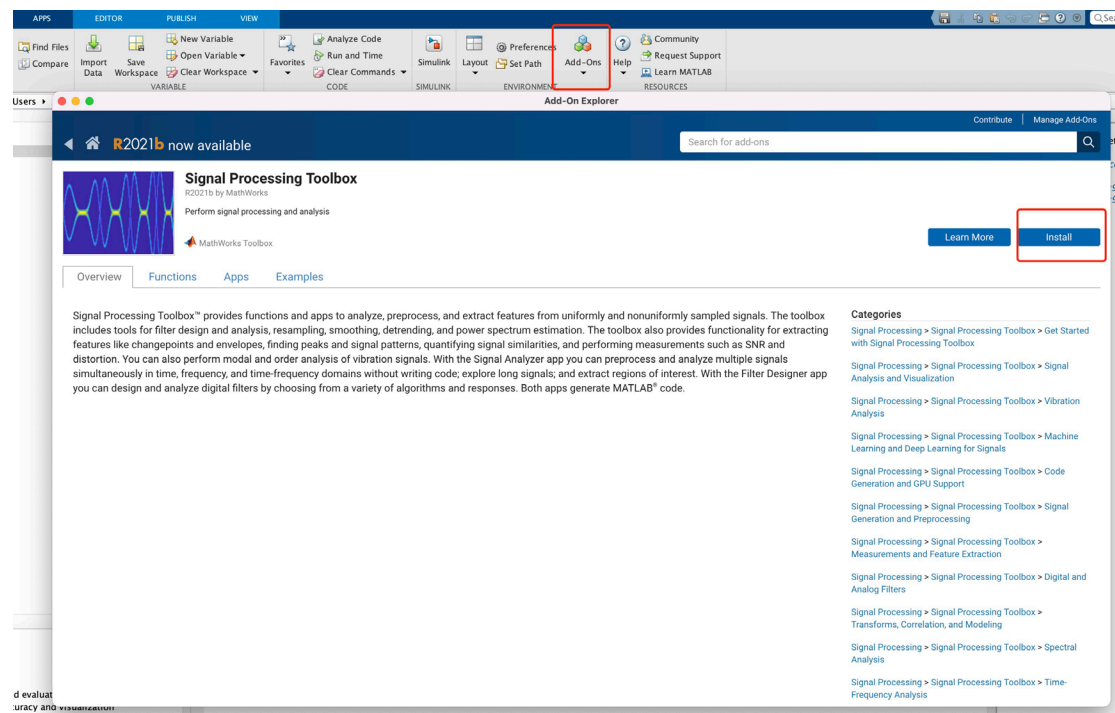 APPS EDITOR PUBLISH VIEW
Find Files
Compare
Import Data
Save Workspace
New Variable
Open Variable
Clear Workspace
VARIABLE
Favorites
Analyze Code
Run and Time
Clear Commands
CODE
Simulink
SIMULINK
Layout
Preferences
Set Path
Add-Ons
ENVIRONMENT
Help
Community
Request Support
Learn MATLAB
RESOURCES
Users
Add-On Explorer
Contribute | Manage Add-Ons
R2021b now available
Search for add-ons
Signal Processing Toolbox
R2021b by MathWorks
Perform signal processing and analysis
MathWorks Toolbox
Learn More Install
Overview Functions Apps Examples
Signal Processing Toolbox™ provides functions and apps to analyze, preprocess, and extract features from uniformly and nonuniformly sampled signals. The toolbox
includes tools for filter design and analysis, resampling, smoothing, detrending, and power spectrum estimation. The toolbox also provides functionality for extracting
features like changepoints and envelopes, finding peaks and signal patterns, quantifying signal similarities, and performing measurements such as SNR and
distortion. You can also perform modal and order analysis of vibration signals. With the Signal Analyzer app you can preprocess and analyze multiple signals
simultaneously in time, frequency, and time-frequency domains without writing code; explore long signals; and extract regions of interest. With the Filter Designer app
you can design and analyze digital filters by choosing from a variety of algorithms and responses. Both apps generate MATLAB® code.
Categories
Signal Processing > Signal Processing Toolbox > Get Started
with Signal Processing Toolbox
Signal Processing > Signal Processing Toolbox > Signal
Analysis and Visualization
Signal Processing > Signal Processing Toolbox > Vibration
Analysis
Signal Processing > Signal Processing Toolbox > Machine
Learning and Deep Learning for Signals
Signal Processing > Signal Processing Toolbox > Code
Generation and GPU Support
Signal Processing > Signal Processing Toolbox > Signal
Generation and Preprocessing
Signal Processing > Signal Processing Toolbox >
Measurements and Feature Extraction
Signal Processing > Signal Processing Toolbox > Digital and
Analog Filters
Signal Processing > Signal Processing Toolbox >
Transforms, Correlation, and Modeling
Signal Processing > Signal Processing Toolbox > Spectral
Analysis
Signal Processing > Signal Processing Toolbox > Time-
Frequency Analysis
d evaluat
uracy and visualization